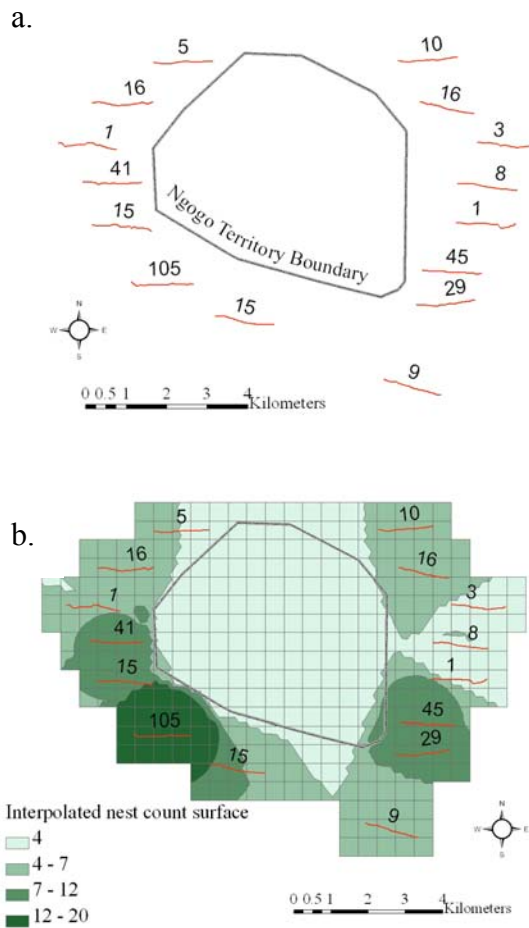 a.
5
10
16
16
1
3
41
8
15
1
Ngogo Territory Boundary
105
45
29
15
N
W E
S
9
0 0.5 1 2 3 4
Kilometers
b.
5
10
16
16
1
3
41
8
15
1
105
45
29
15
9
Interpolated nest count surface
4
4 - 7
7 - 12
12 - 20
N
W E
S
0 0.5 1 2 3 4
Kilometers